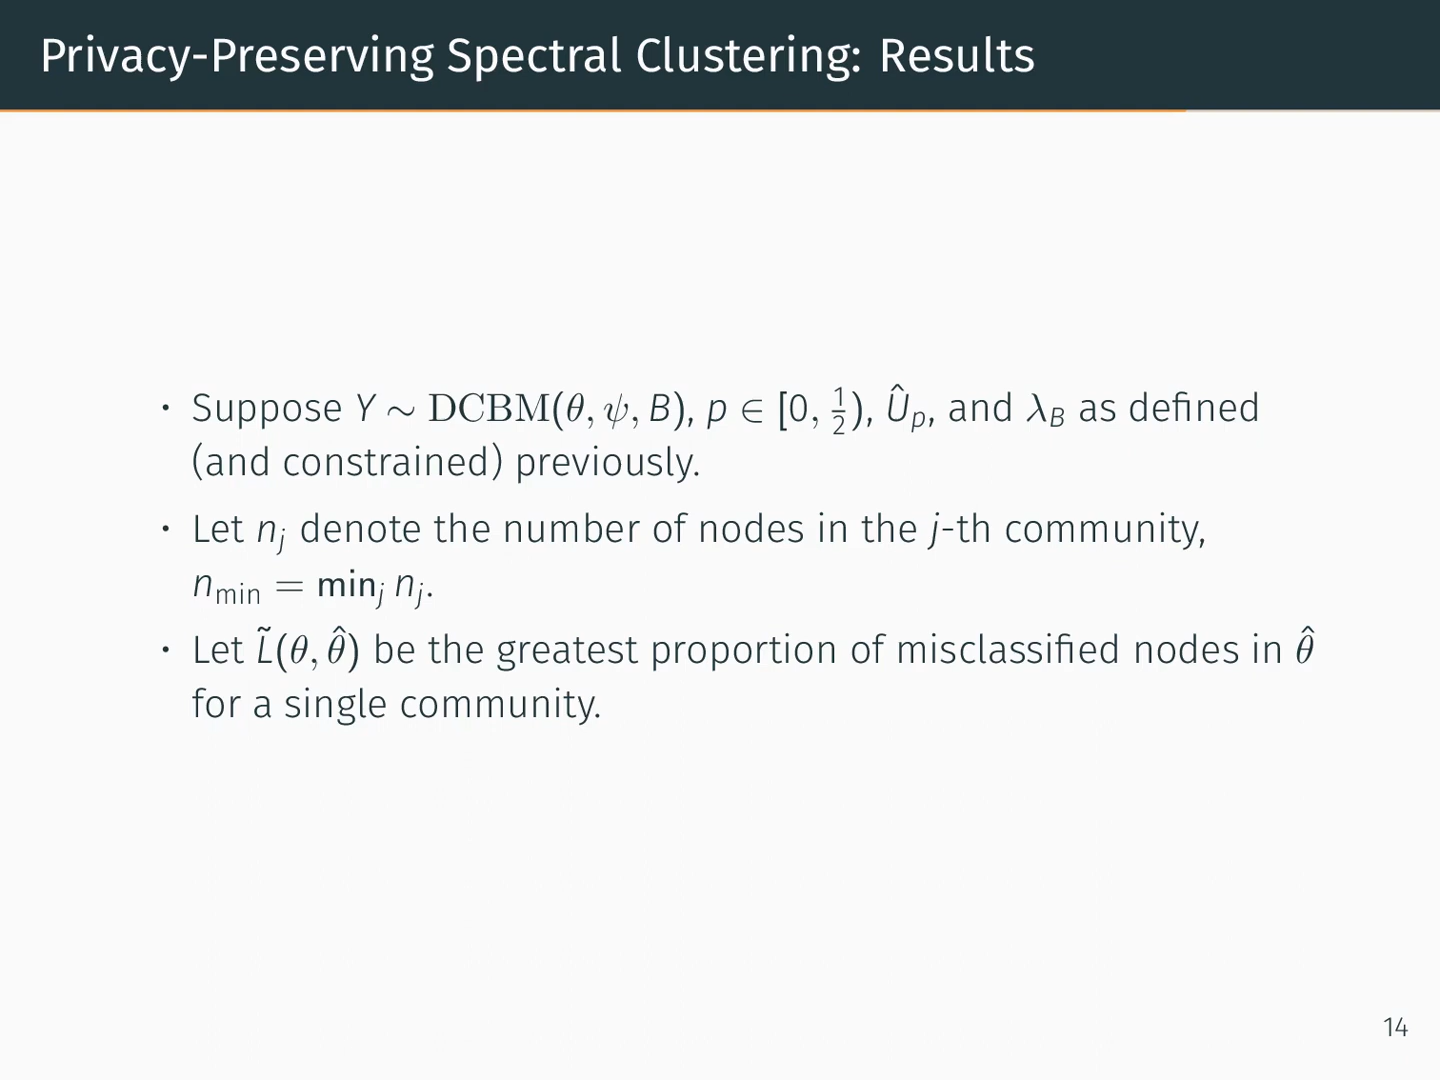 Privacy-Preserving Spectral Clustering: Results
• Suppose Y ∼ DCBM(θ, ψ, B), p ∈ [0, 1/2), Û_p, and λ_B as defined
(and constrained) previously.
• Let n_j denote the number of nodes in the j-th community,
n_min = min_j n_j.
• Let L̃(θ, θ̂) be the greatest proportion of misclassified nodes in θ̂
for a single community.
14